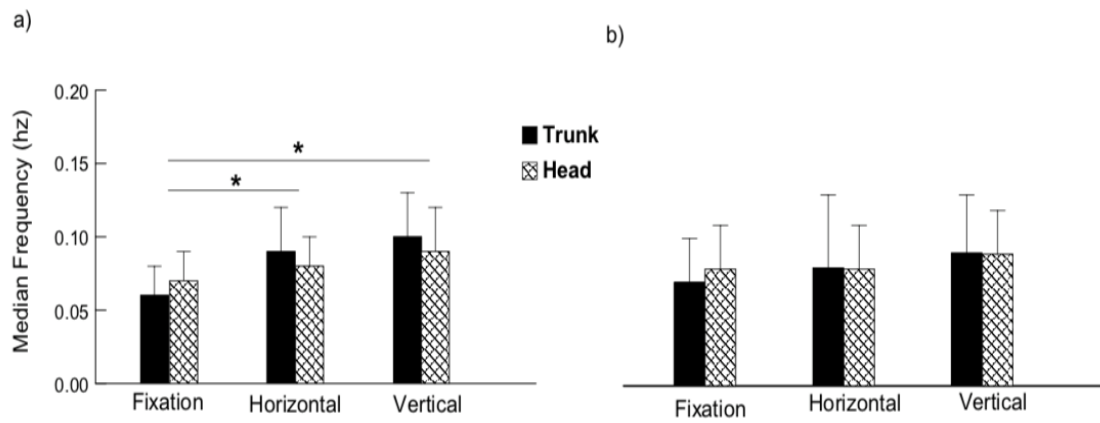 a)
b)
Median Frequency (hz)
0.20
0.15
0.10
0.05
0.00
*
*
Trunk
Head
Fixation
Horizontal
Vertical
Fixation
Horizontal
Vertical